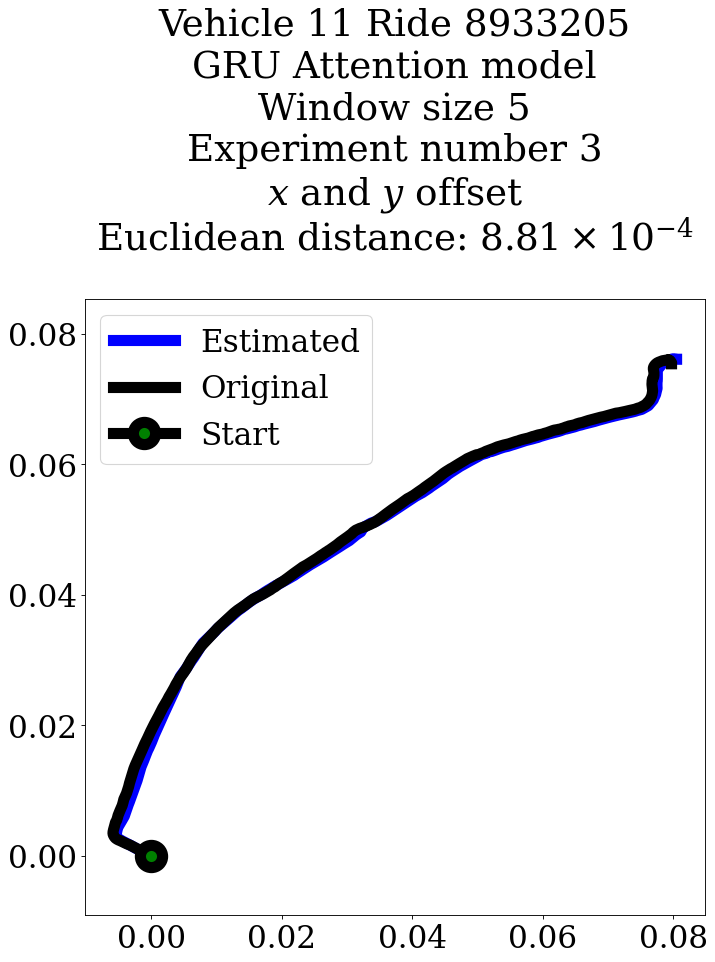 Vehicle 11 Ride 8933205
GRU Attention model
Window size 5
Experiment number 3
x and y offset
Euclidean distance: 8.81 × 10⁻⁴
Estimated
Original
Start
0.08
0.06
0.04
0.02
0.00
0.00 0.02 0.04 0.06 0.08